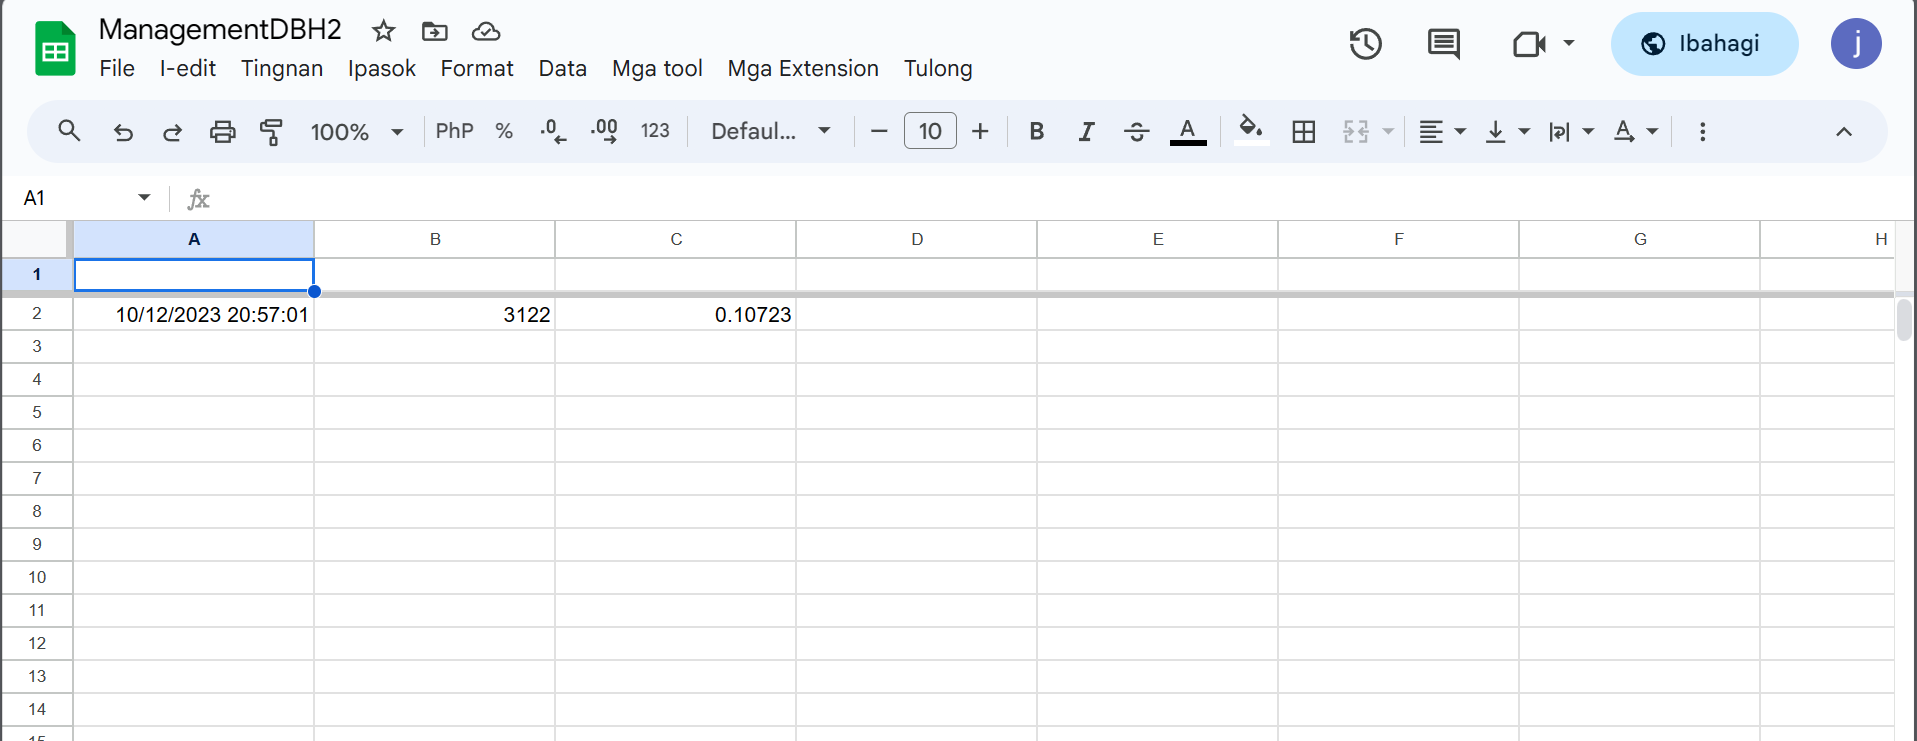 ManagementDBH2
File I-edit Tingnan Ipasok Format Data Mga tool Mga Extension Tulong
Ibahagi
j
100% PhP % .0 .00 123 Defaul... 10 B I S A A
A1 fx
A B C D E F G H
1
2 10/12/2023 20:57:01 3122 0.10723
3
4
5
6
7
8
9
10
11
12
13
14
15